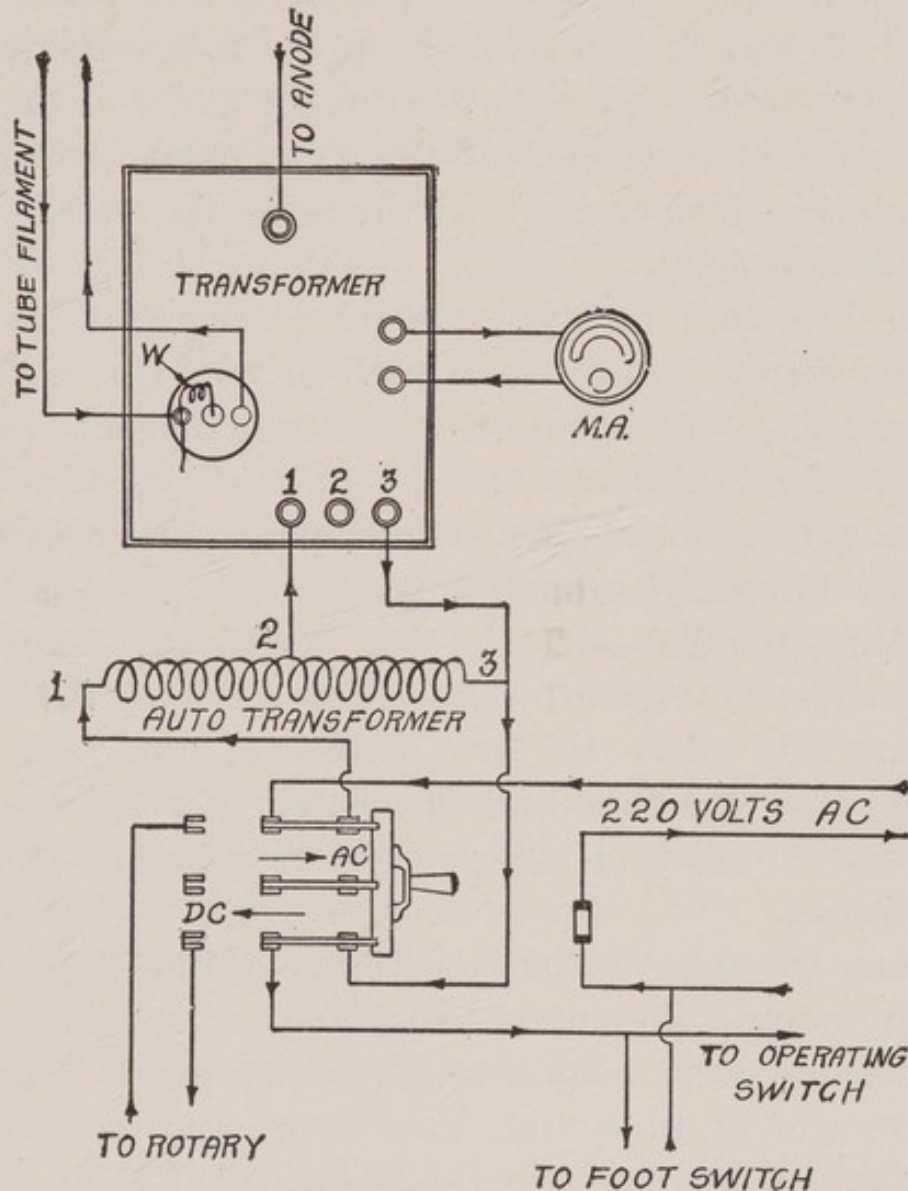 TO ANODE
TO TUBE FILAMENT
TRANSFORMER
W
M.A.
1 2 3
2
1
3
AUTO TRANSFORMER
220 VOLTS AC
AC
DC
TO OPERATING
SWITCH
TO ROTARY
TO FOOT SWITCH